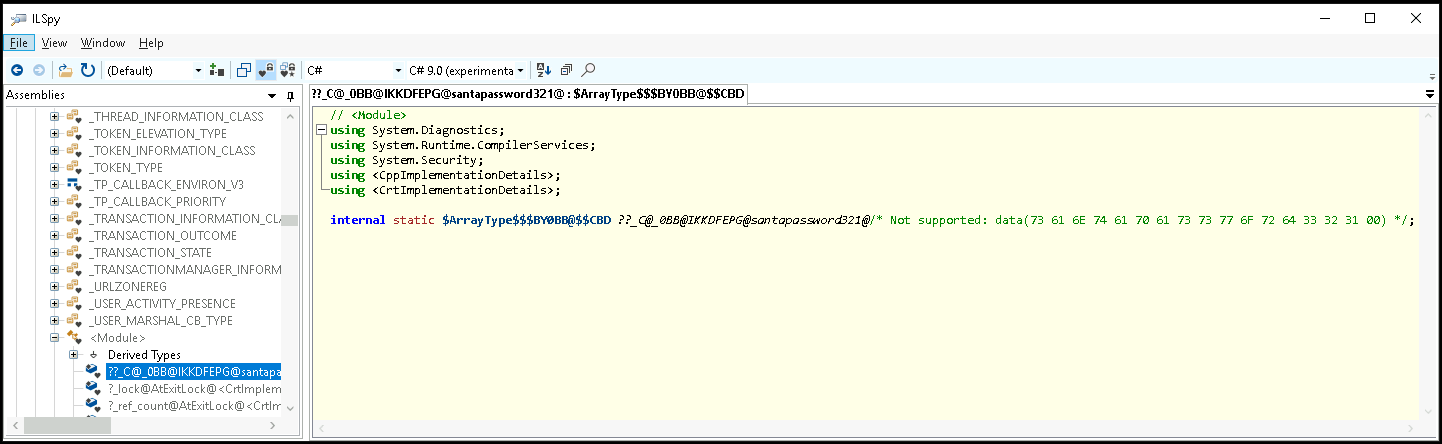 ILSpy
File View Window Help
(Default) C# C# 9.0 (experimenta
Assemblies
_THREAD_INFORMATION_CLASS
_TOKEN_ELEVATION_TYPE
_TOKEN_INFORMATION_CLASS
_TOKEN_TYPE
_TP_CALLBACK_ENVIRON_V3
_TP_CALLBACK_PRIORITY
_TRANSACTION_INFORMATION_CLA
_TRANSACTION_OUTCOME
_TRANSACTION_STATE
_TRANSACTIONMANAGER_INFORM
_URLZONEREG
_USER_ACTIVITY_PRESENCE
_USER_MARSHAL_CB_TYPE
<Module>
Derived Types
??_C@_0BB@IKKDFEPG@santapa
?_lock@AtExitLock@<CrtImplem
?_ref_count@AtExitLock@<CrtIm
??_C@_0BB@IKKDFEPG@santapassword321@ : $ArrayType$$$BY0BB@$$CBD
// <Module>
using System.Diagnostics;
using System.Runtime.CompilerServices;
using System.Security;
using <CppImplementationDetails>;
using <CrtImplementationDetails>;
internal static $ArrayType$$$BY0BB@$$CBD ??_C@_0BB@IKKDFEPG@santapassword321@/* Not supported: data(73 61 6E 74 61 70 61 73 73 77 6F 72 64 33 32 31 00) */;